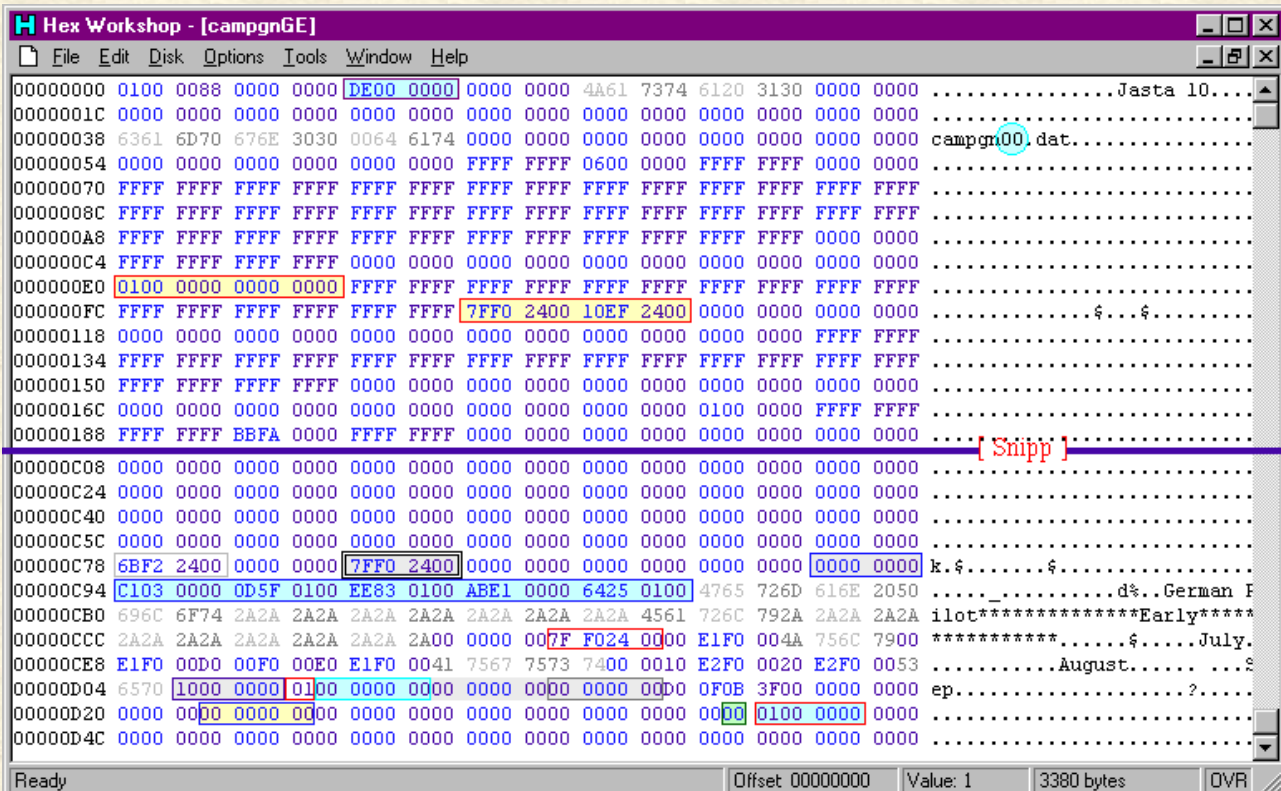 Hex Workshop - [campgnGE]
File Edit Disk Options Tools Window Help
00000000 0100 0088 0000 0000 DE00 0000 0000 0000 4A61 7374 6120 3130 0000 0000 ................Jasta 10....
0000001C 0000 0000 0000 0000 0000 0000 0000 0000 0000 0000 0000 0000 0000 0000 ............................
00000038 6361 6D70 676E 3030 0064 6174 0000 0000 0000 0000 0000 0000 0000 0000 campgn00.dat................
00000054 0000 0000 0000 0000 0000 0000 FFFF FFFF 0600 0000 FFFF FFFF 0000 0000 ............................
00000070 FFFF FFFF FFFF FFFF FFFF FFFF FFFF FFFF FFFF FFFF FFFF FFFF FFFF FFFF ............................
0000008C FFFF FFFF FFFF FFFF FFFF FFFF FFFF FFFF FFFF FFFF FFFF FFFF FFFF FFFF ............................
000000A8 FFFF FFFF FFFF FFFF FFFF FFFF FFFF FFFF FFFF FFFF FFFF FFFF 0000 0000 ............................
000000C4 FFFF FFFF FFFF FFFF 0000 0000 0000 0000 0000 0000 0000 0000 0000 0000 ............................
000000E0 0100 0000 0000 0000 FFFF FFFF FFFF FFFF FFFF FFFF FFFF FFFF FFFF FFFF ............................
000000FC FFFF FFFF FFFF FFFF FFFF FFFF 7FF0 2400 10EF 2400 0000 0000 0000 0000 ..............$...$.........
00000118 0000 0000 0000 0000 0000 0000 0000 0000 0000 0000 0000 0000 FFFF FFFF ............................
00000134 FFFF FFFF FFFF FFFF FFFF FFFF FFFF FFFF FFFF FFFF FFFF FFFF FFFF FFFF ............................
00000150 FFFF FFFF FFFF FFFF 0000 0000 0000 0000 0000 0000 0000 0000 0000 0000 ............................
0000016C 0000 0000 0000 0000 0000 0000 0000 0000 0000 0000 0100 0000 FFFF FFFF ............................
00000188 FFFF FFFF BBFA 0000 FFFF FFFF 0000 0000 0000 0000 0000 0000 0000 0000 ............................
[ Snipp ]
00000C08 0000 0000 0000 0000 0000 0000 0000 0000 0000 0000 0000 0000 0000 0000 ............................
00000C24 0000 0000 0000 0000 0000 0000 0000 0000 0000 0000 0000 0000 0000 0000 ............................
00000C40 0000 0000 0000 0000 0000 0000 0000 0000 0000 0000 0000 0000 0000 0000 ............................
00000C5C 0000 0000 0000 0000 0000 0000 0000 0000 0000 0000 0000 0000 0000 0000 ............................
00000C78 6BF2 2400 0000 0000 7FF0 2400 0000 0000 0000 0000 0000 0000 0000 0000 k.$.......$.................
00000C94 C103 0000 0D5F 0100 EE83 0100 ABE1 0000 6425 0100 4765 726D 616E 2050 ....._..........d%..German P
00000CB0 696C 6F74 2A2A 2A2A 2A2A 2A2A 2A2A 2A2A 2A2A 4561 726C 792A 2A2A 2A2A ilot**************Early*****
00000CCC 2A2A 2A2A 2A2A 2A2A 2A2A 2A00 0000 007F F024 0000 E1F0 004A 756C 7900 ***********......$.....July.
00000CE8 E1F0 00D0 00F0 00E0 E1F0 0041 7567 7573 7400 0010 E2F0 0020 E2F0 0053 ...........August...... ...S
00000D04 6570 1000 0000 0100 0000 0000 0000 0000 0000 00D0 0F0B 3F00 0000 0000 ep....................?.....
00000D20 0000 0000 0000 0000 0000 0000 0000 0000 0000 0000 0000 0100 0000 0000 ............................
00000D4C 0000 0000 0000 0000 0000 0000 0000 0000 0000 0000 0000 0000 0000 0000 ............................
Ready Offset: 00000000 Value: 1 3380 bytes OVR